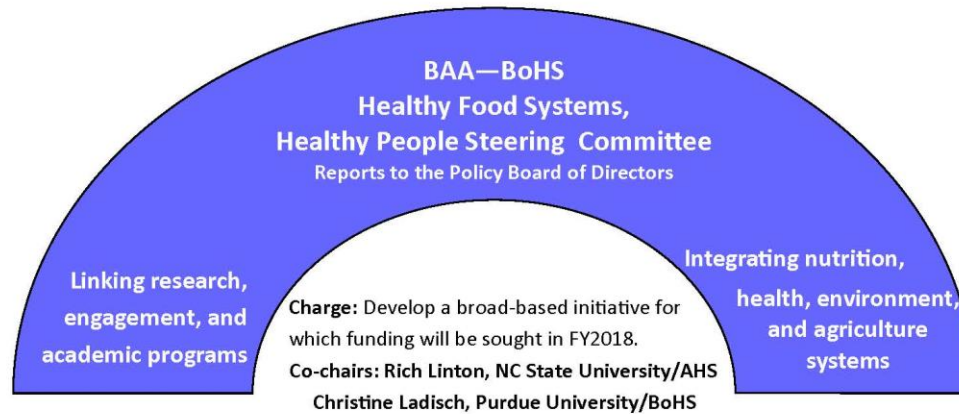 BAA—BoHS
Healthy Food Systems,
Healthy People Steering Committee
Reports to the Policy Board of Directors
Linking research,
engagement, and
academic programs
Integrating nutrition,
health, environment,
and agriculture
systems
Charge: Develop a broad-based initiative for
which funding will be sought in FY2018.
Co-chairs: Rich Linton, NC State University/AHS
Christine Ladisch, Purdue University/BoHS